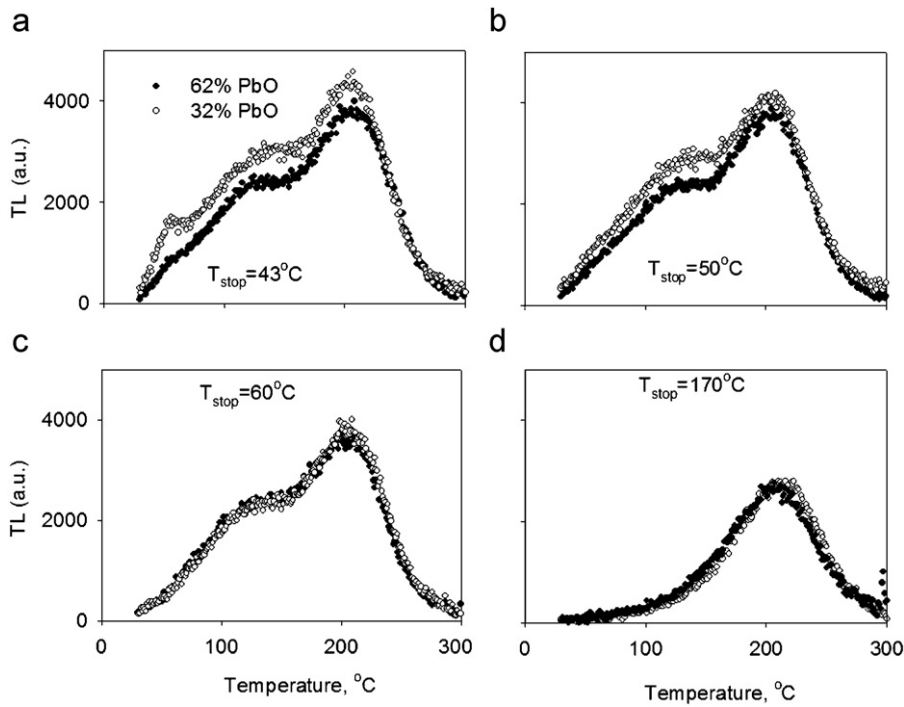 a
b
62% PbO
32% PbO
4000
2000
0
TL (a.u.)
T_stop=43°C
T_stop=50°C
c
d
T_stop=60°C
T_stop=170°C
4000
2000
0
TL (a.u.)
0 100 200 300
0 100 200 300
Temperature, °C
Temperature, °C